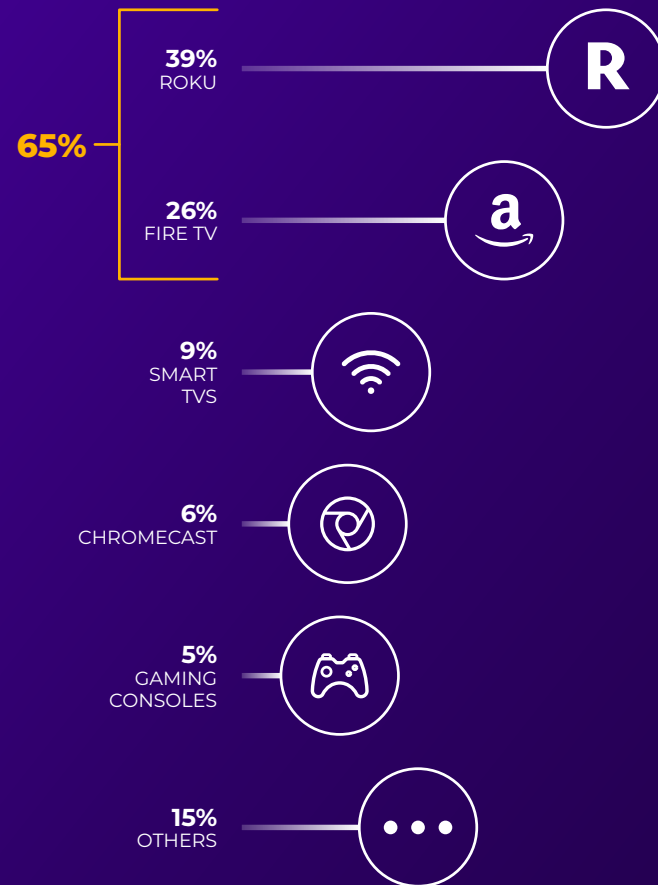 39%
ROKU
R
65%
26%
FIRE TV
a
9%
SMART
TVS
6%
CHROMECAST
5%
GAMING
CONSOLES
15%
OTHERS